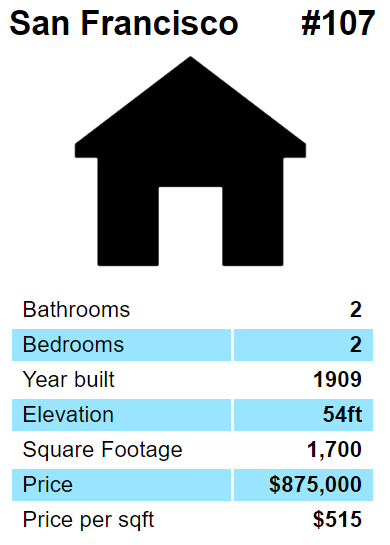 San Francisco #107
Bathrooms 2
Bedrooms 2
Year built 1909
Elevation 54ft
Square Footage 1,700
Price $875,000
Price per sqft $515